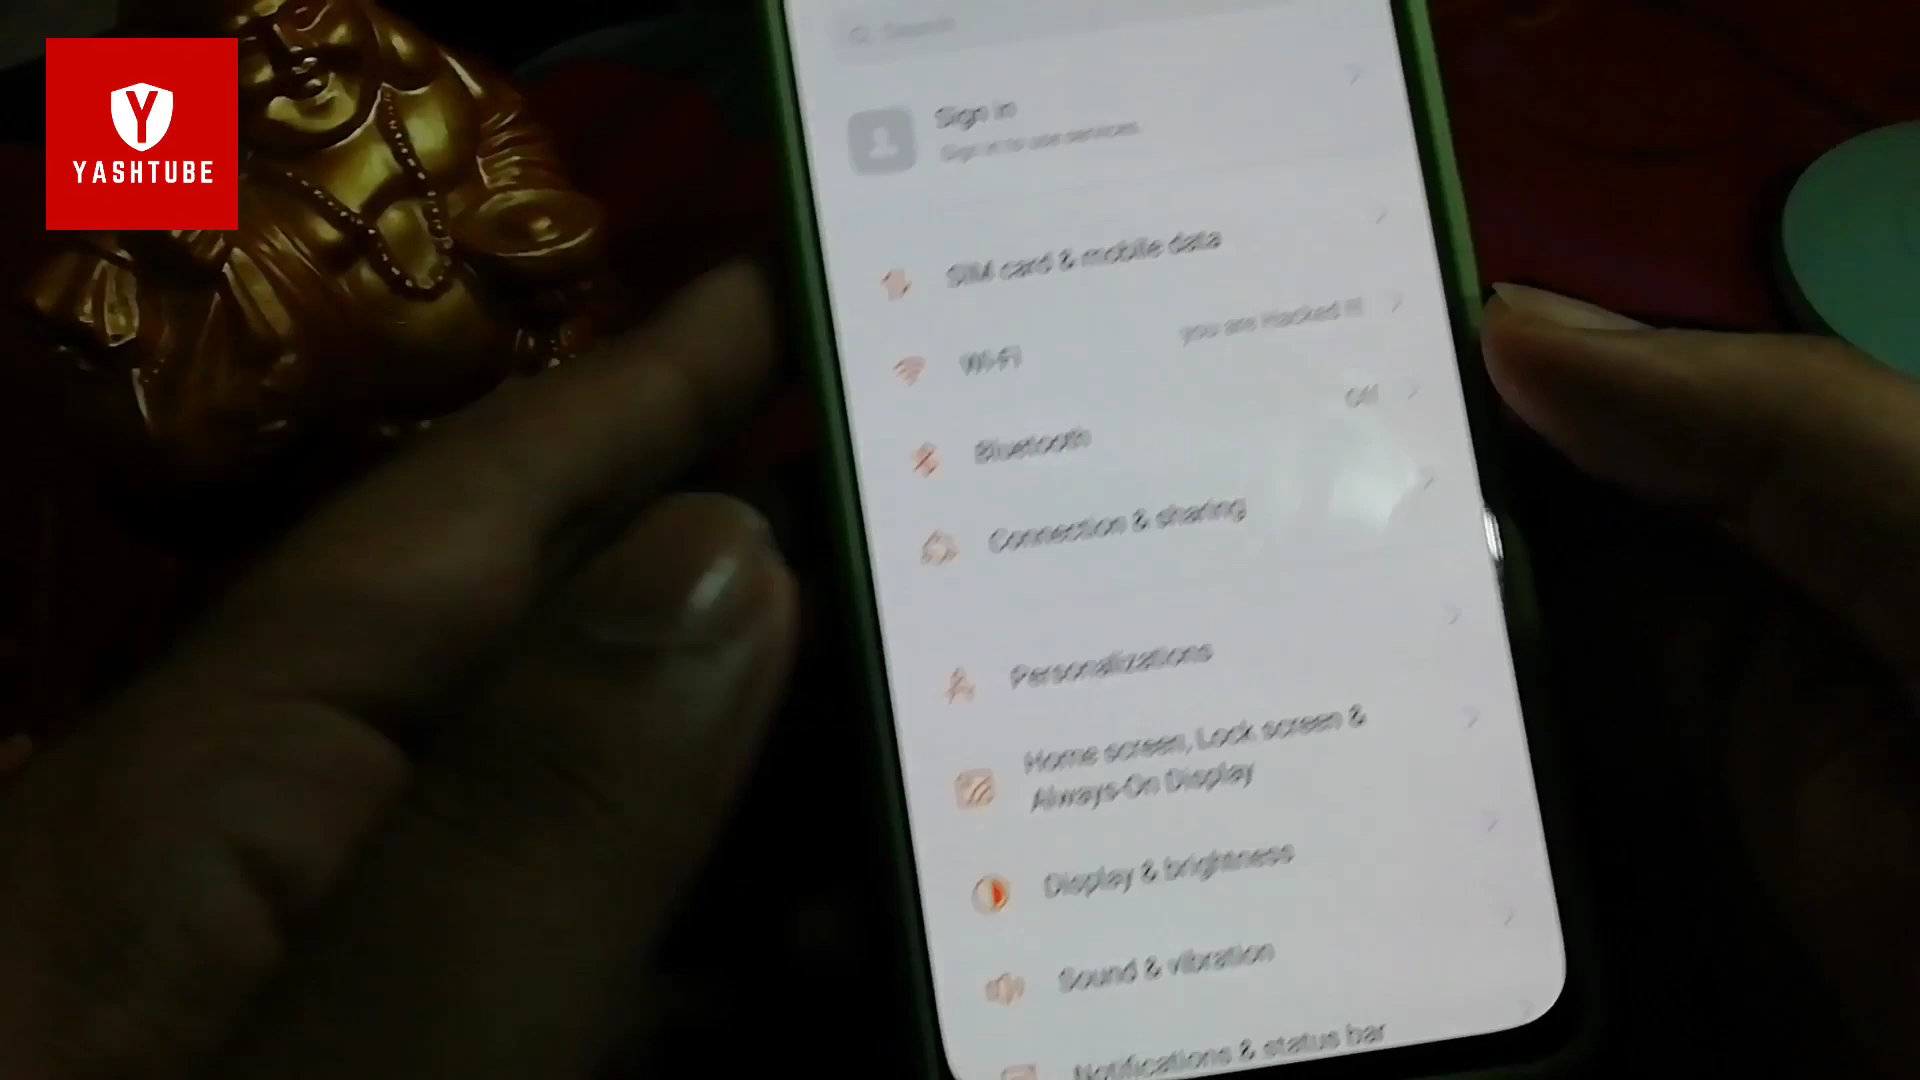 YASHTUBE
Search
Sign in
Sign in to use services
SIM card & mobile data
Wi-Fi
you are Hacked !!!
Bluetooth
Off
Connection & sharing
Personalizations
Home screen, Lock screen &
Always-On Display
Display & brightness
Sound & vibration
Notifications & status bar